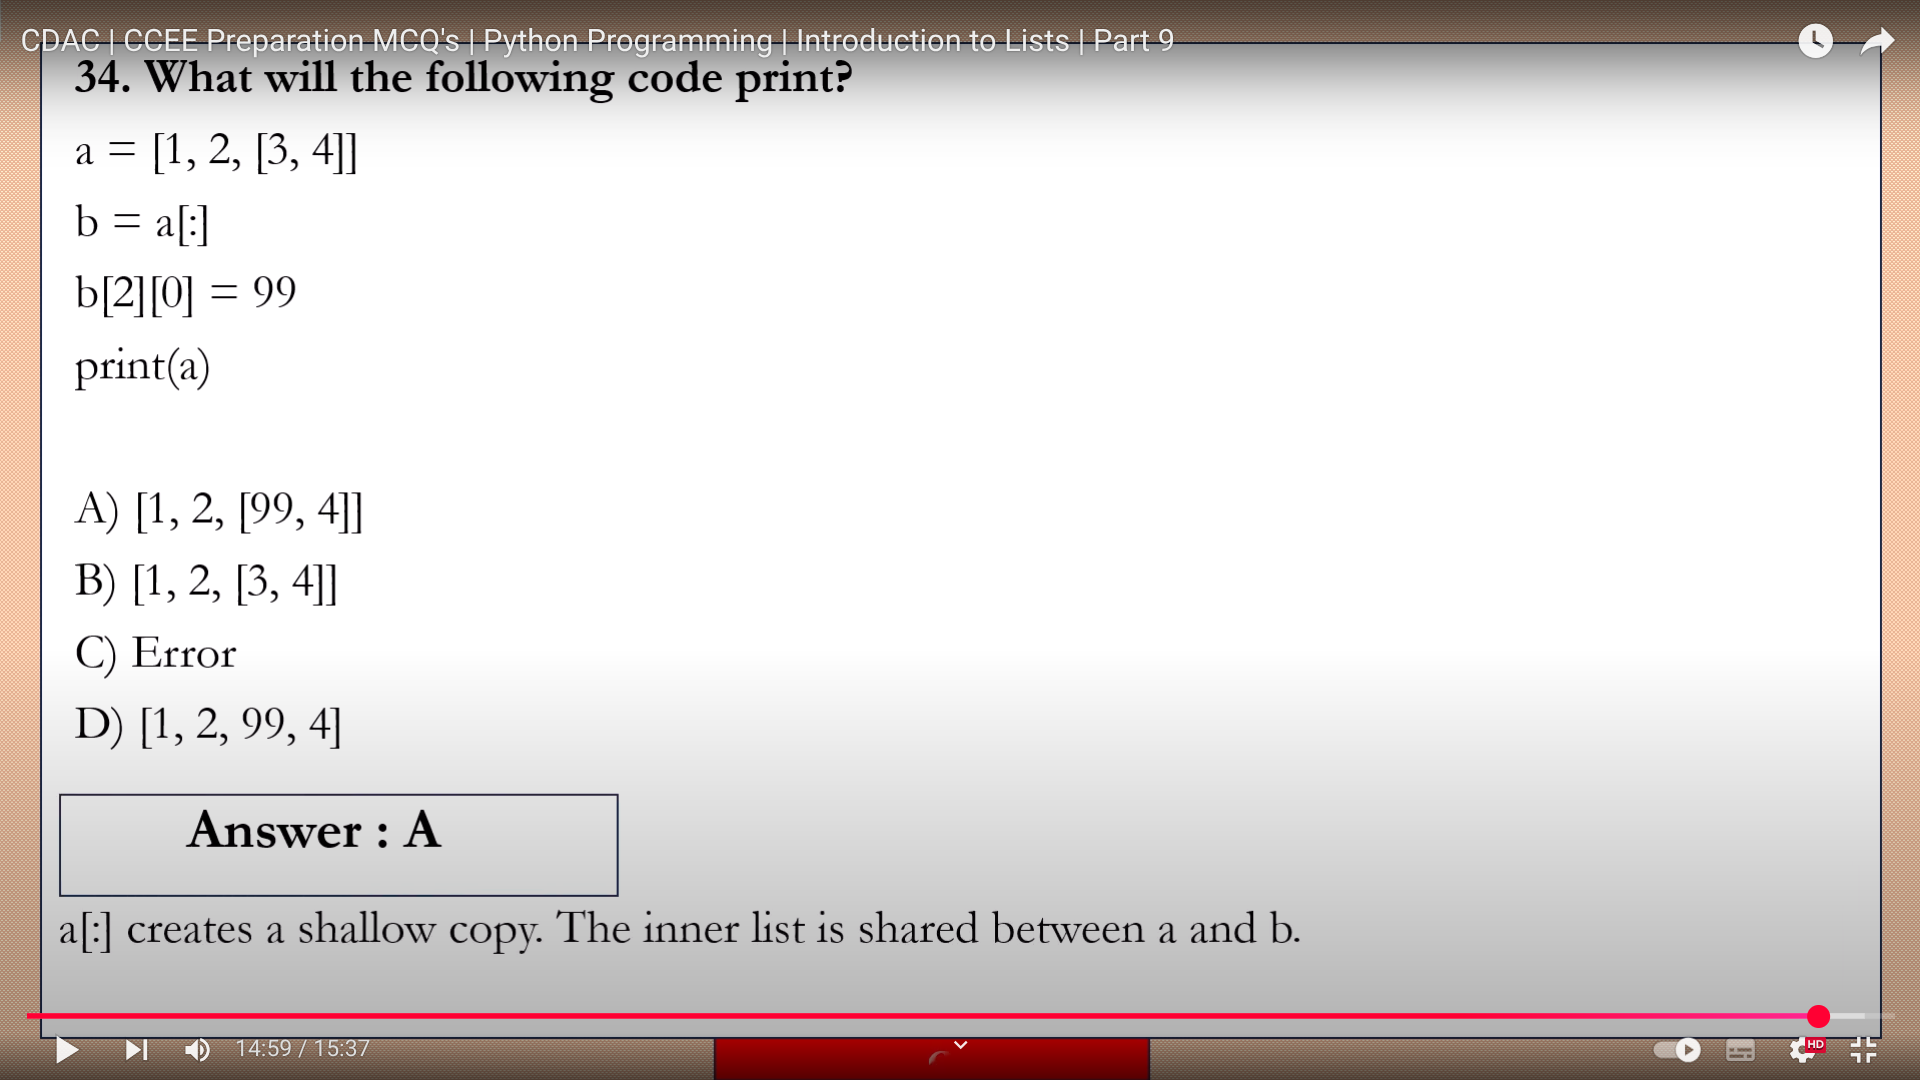 CDAC | CCEE Preparation MCQ's | Python Programming | Introduction to Lists | Part 9
34. What will the following code print?
a = [1, 2, [3, 4]]
b = a[:]
b[2][0] = 99
print(a)
A) [1, 2, [99, 4]]
B) [1, 2, [3, 4]]
C) Error
D) [1, 2, 99, 4]
Answer : A
a[:] creates a shallow copy. The inner list is shared between a and b.
14:59 / 15:37
HD